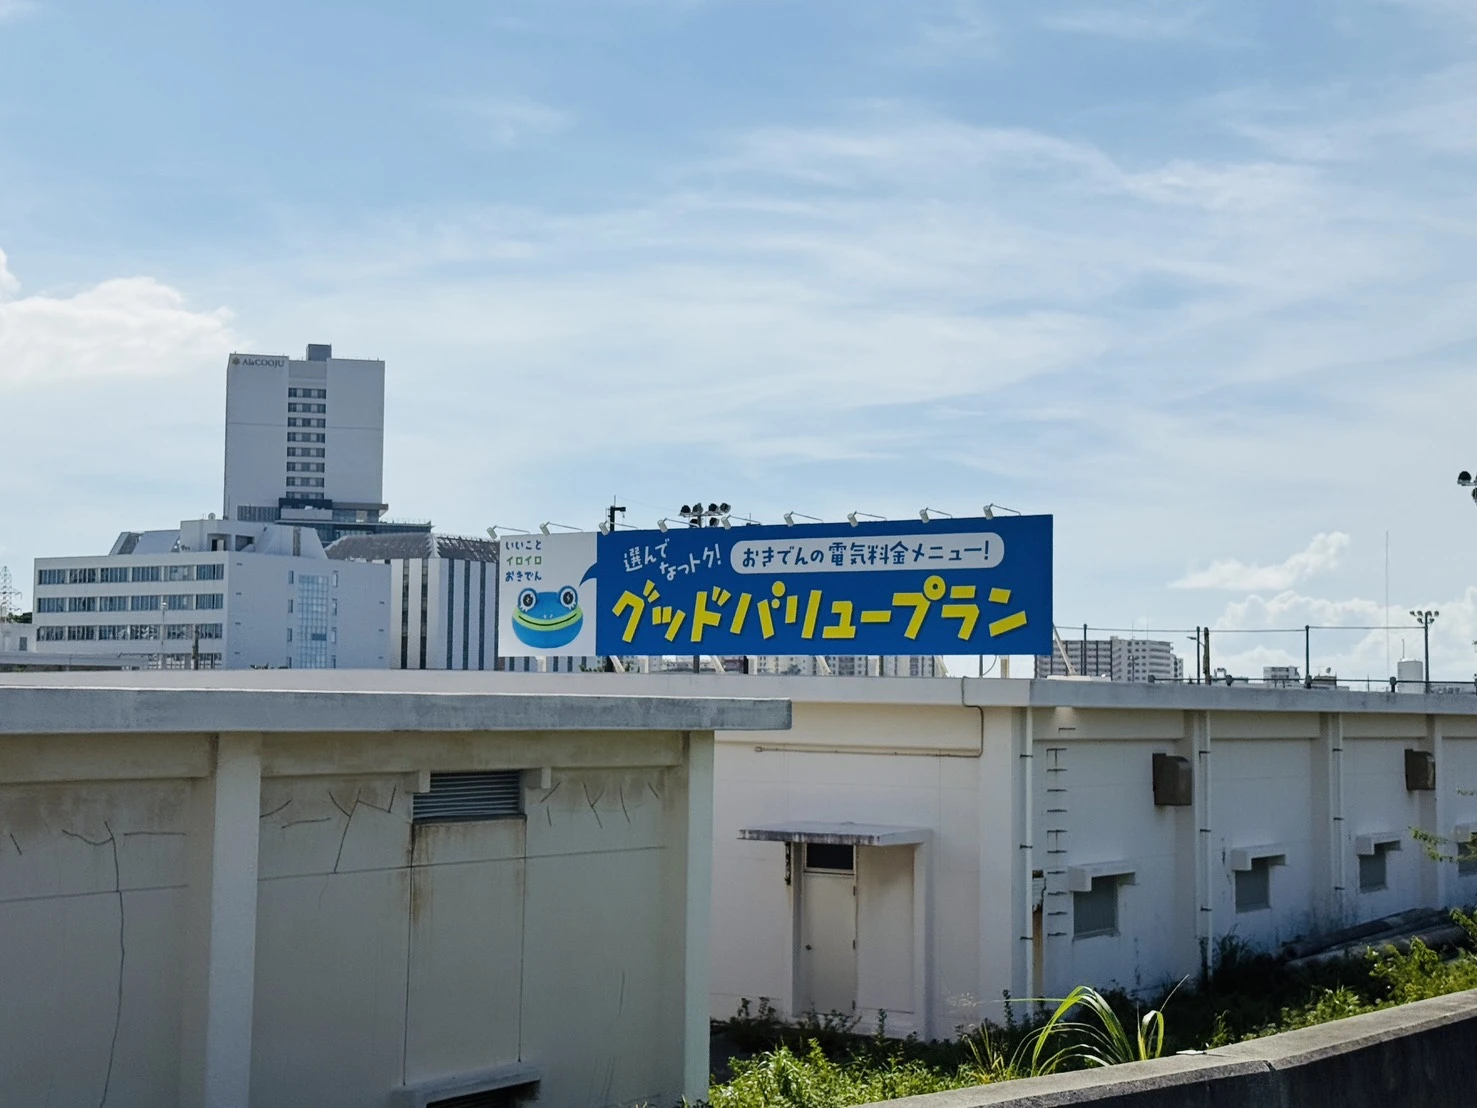 AlaCOOJU
いいこと
イロイロ
おきでん
選んで
なっトク!
おきでんの電気料金メニュー!
グッドバリュープラン